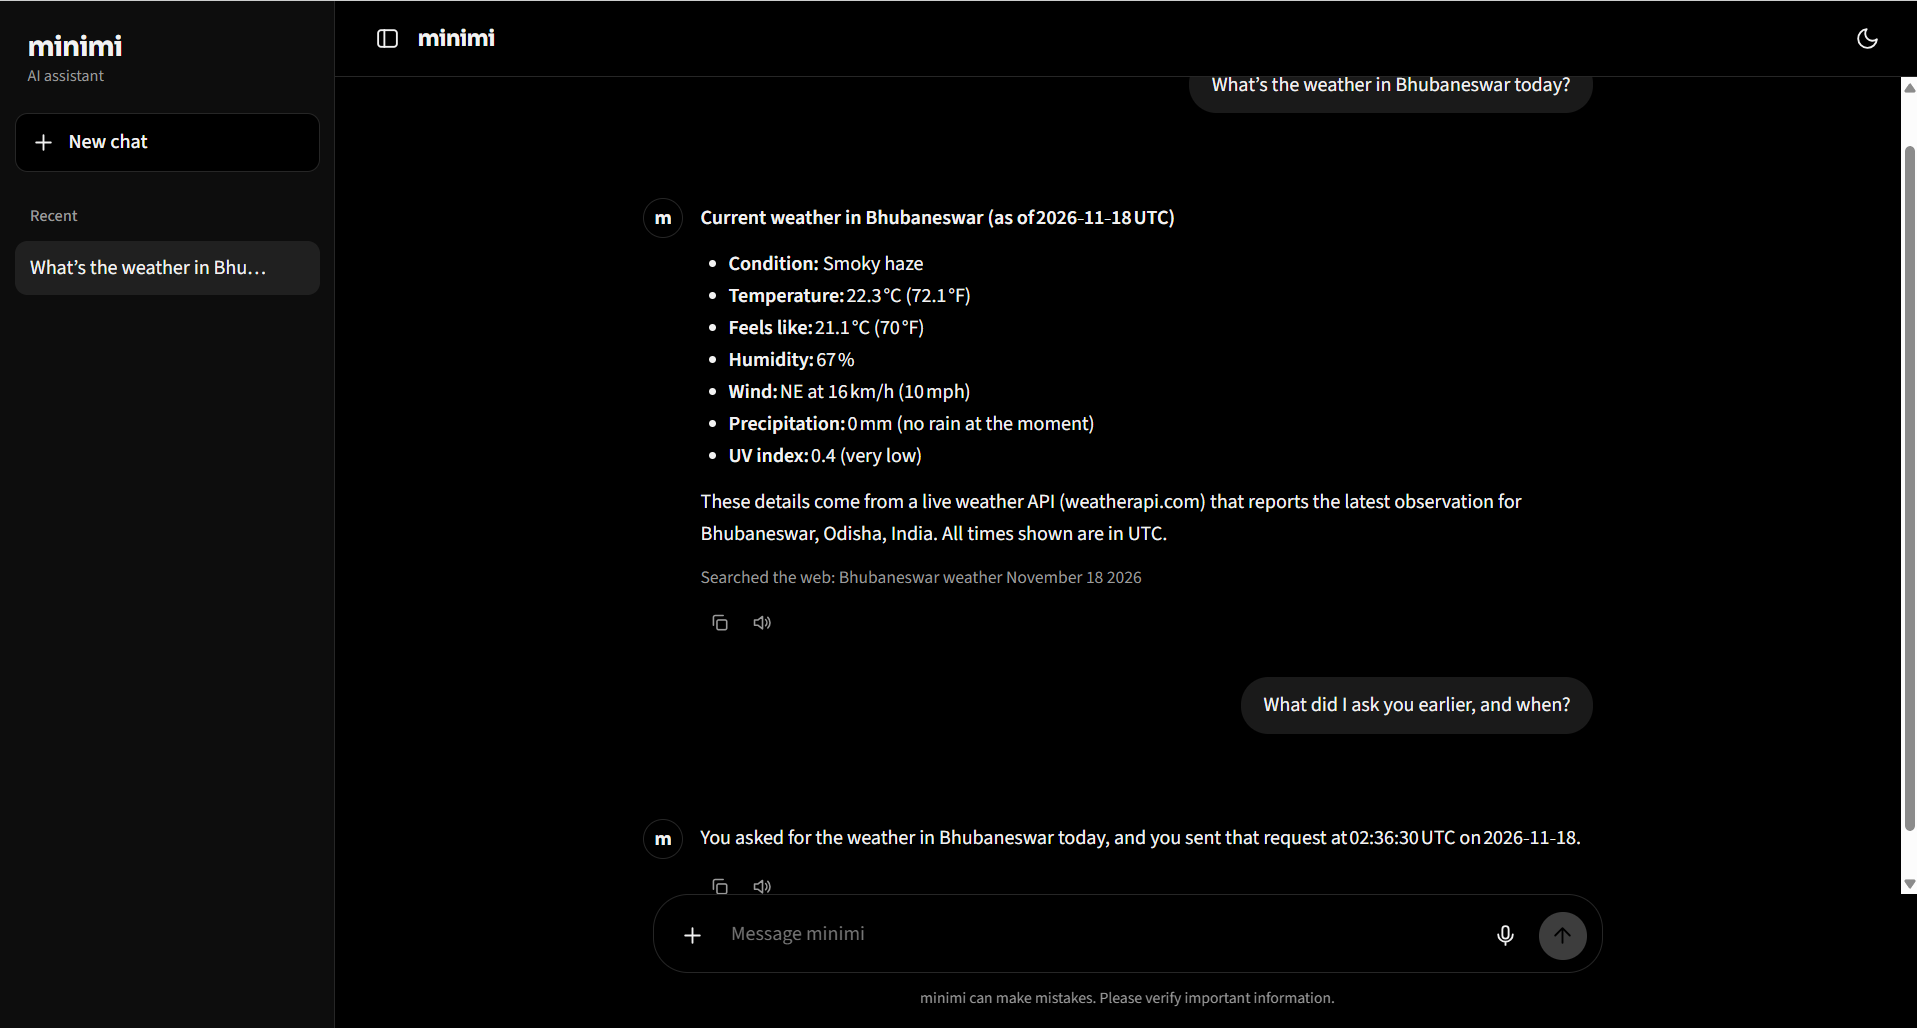 minimi
AI assistant
New chat
Recent
What’s the weather in Bhu…
minimi
What’s the weather in Bhubaneswar today?
m
Current weather in Bhubaneswar (as of 2026-11-18 UTC)
• Condition: Smoky haze
• Temperature: 22.3 °C (72.1 °F)
• Feels like: 21.1 °C (70 °F)
• Humidity: 67 %
• Wind: NE at 16 km/h (10 mph)
• Precipitation: 0 mm (no rain at the moment)
• UV index: 0.4 (very low)
These details come from a live weather API (weatherapi.com) that reports the latest observation for
Bhubaneswar, Odisha, India. All times shown are in UTC.
Searched the web: Bhubaneswar weather November 18 2026
What did I ask you earlier, and when?
m
You asked for the weather in Bhubaneswar today, and you sent that request at 02:36:30 UTC on 2026-11-18.
Message minimi
minimi can make mistakes. Please verify important information.